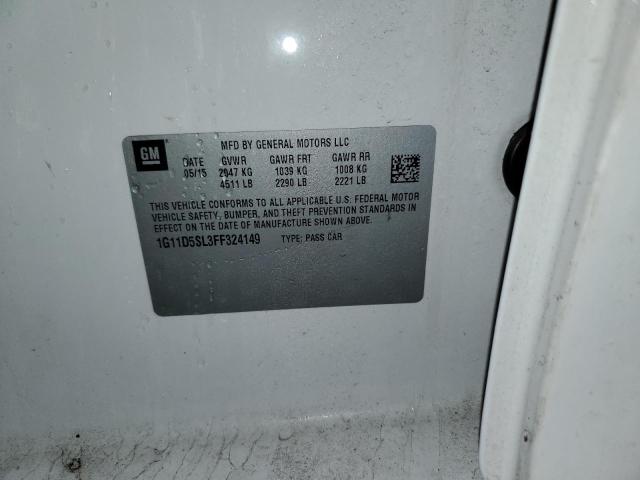 GM
MFD BY GENERAL MOTORS LLC
DATE GVWR GAWR FRT GAWR RR
05/15 2047 KG 1039 KG 1008 KG
4511 LB 2290 LB 2221 LB
THIS VEHICLE CONFORMS TO ALL APPLICABLE U.S. FEDERAL MOTOR
VEHICLE SAFETY, BUMPER, AND THEFT PREVENTION STANDARDS IN
EFFECT ON THE DATE OF MANUFACTURE SHOWN ABOVE.
1G11D5SL3FF324149 TYPE: PASS CAR